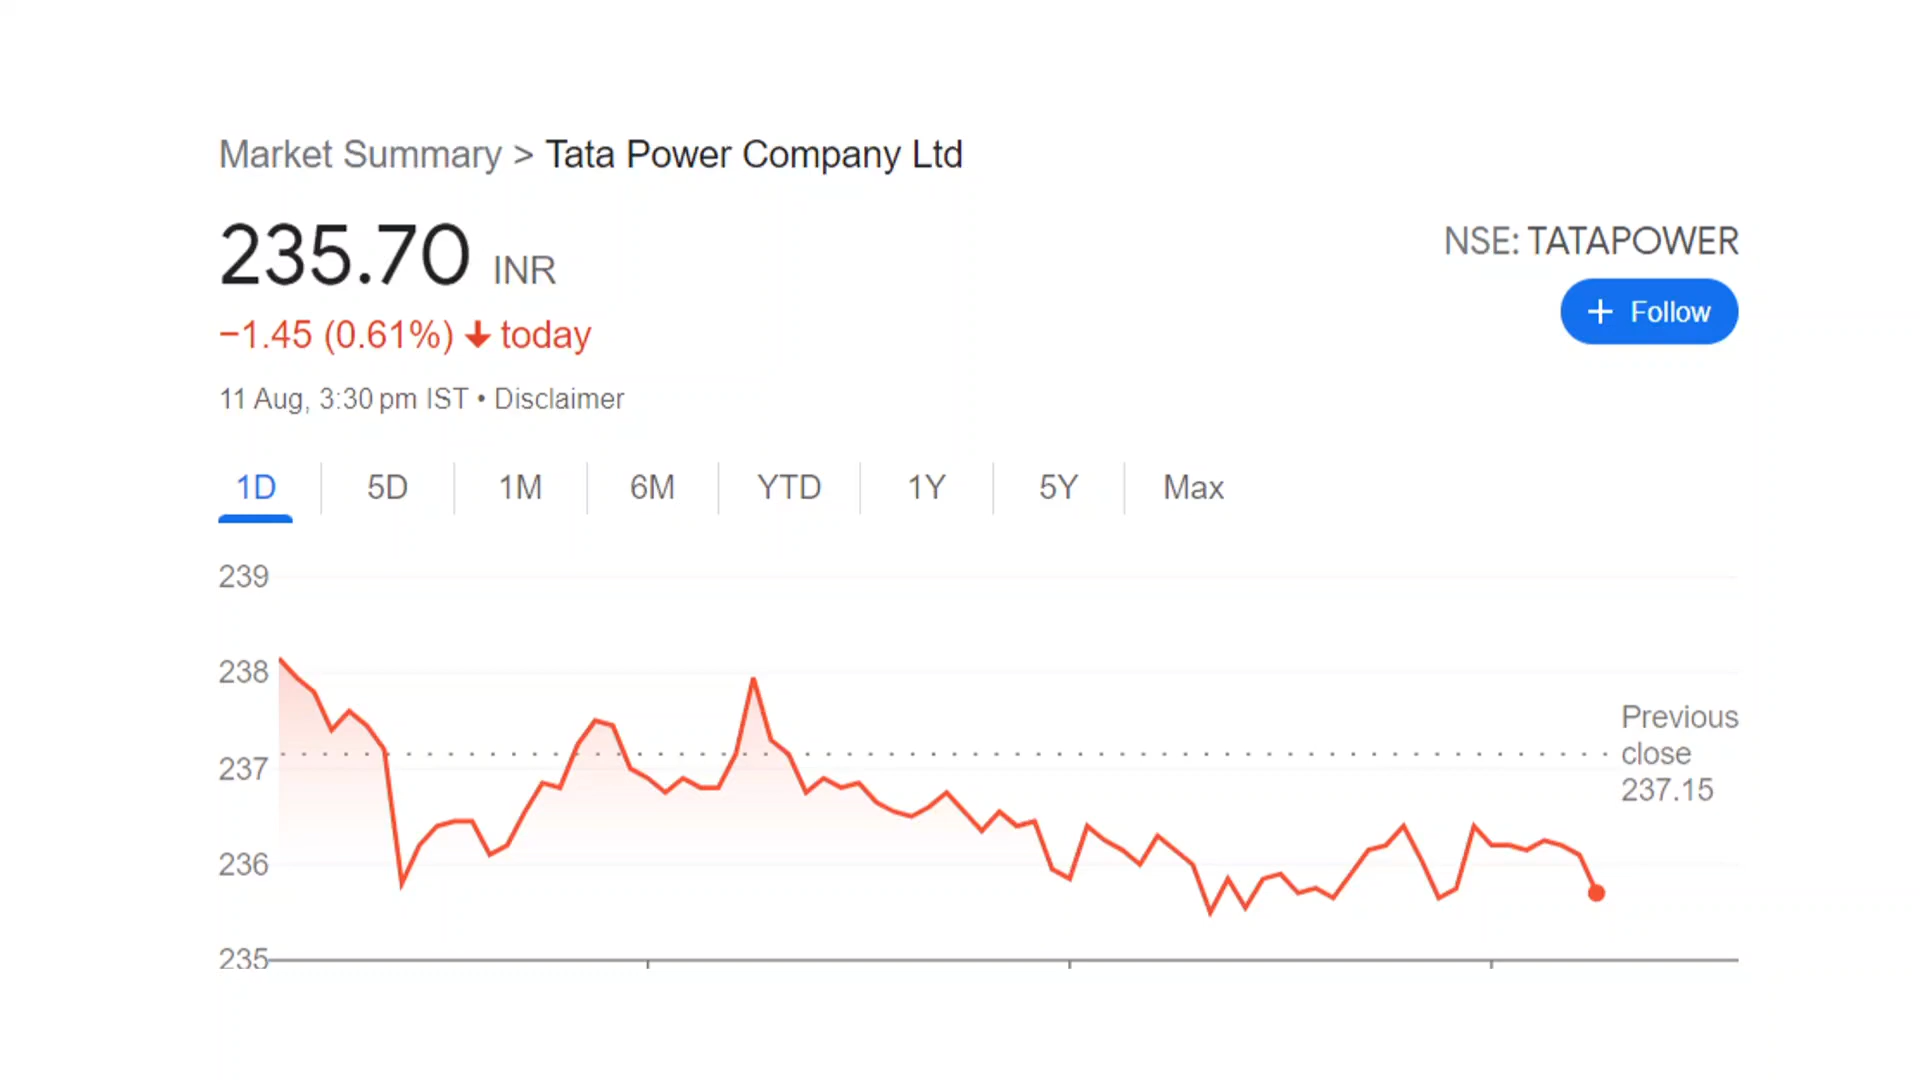 Market Summary > Tata Power Company Ltd
235.70 INR
NSE: TATAPOWER
+ Follow
−1.45 (0.61%) ↓ today
11 Aug, 3:30 pm IST • Disclaimer
1D 5D 1M 6M YTD 1Y 5Y Max
239
238
Previous
close
237.15
237
236
235